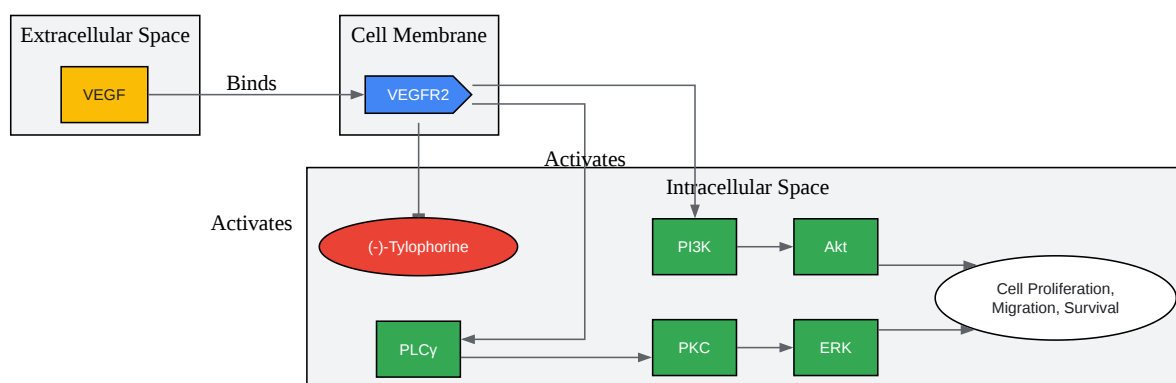 Extracellular Space
Cell Membrane
VEGF
Binds
VEGFR2
Activates
Intracellular Space
Activates
(-)-Tylophorine
PI3K
Akt
Cell Proliferation,
Migration, Survival
PLCγ
PKC
ERK